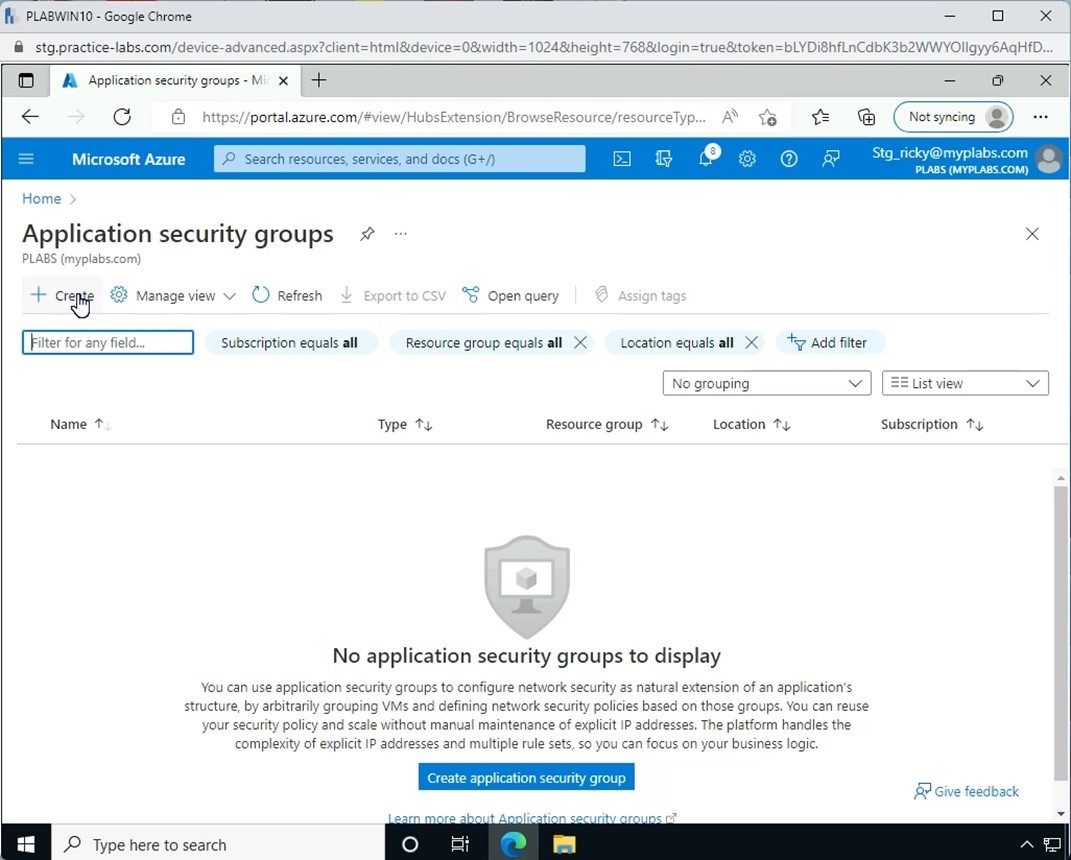 PLABWIN10 - Google Chrome
stg.practice-labs.com/device-advanced.aspx?client=html&device=0&width=1024&height=768&login=true&token=bLYDi8hfLnCdbK3b2WWYOIIgyy6AqHfD...
Application security groups - Mic
https://portal.azure.com/#view/HubsExtension/BrowseResource/resourceTyp...
Not syncing
Microsoft Azure
Search resources, services, and docs (G+/)
8
Stg_ricky@myplabs.com
PLABS (MYPLABS.COM)
Home >
Application security groups
PLABS (myplabs.com)
Create Manage view Refresh Export to CSV Open query Assign tags
Filter for any field... Subscription equals all Resource group equals all Location equals all Add filter
No grouping List view
Name Type Resource group Location Subscription
No application security groups to display
You can use application security groups to configure network security as natural extension of an application's
structure, by arbitrarily grouping VMs and defining network security policies based on those groups. You can reuse
your security policy and scale without manual maintenance of explicit IP addresses. The platform handles the
complexity of explicit IP addresses and multiple rule sets, so you can focus on your business logic.
Create application security group
Give feedback
Learn more about Application security groups
Type here to search